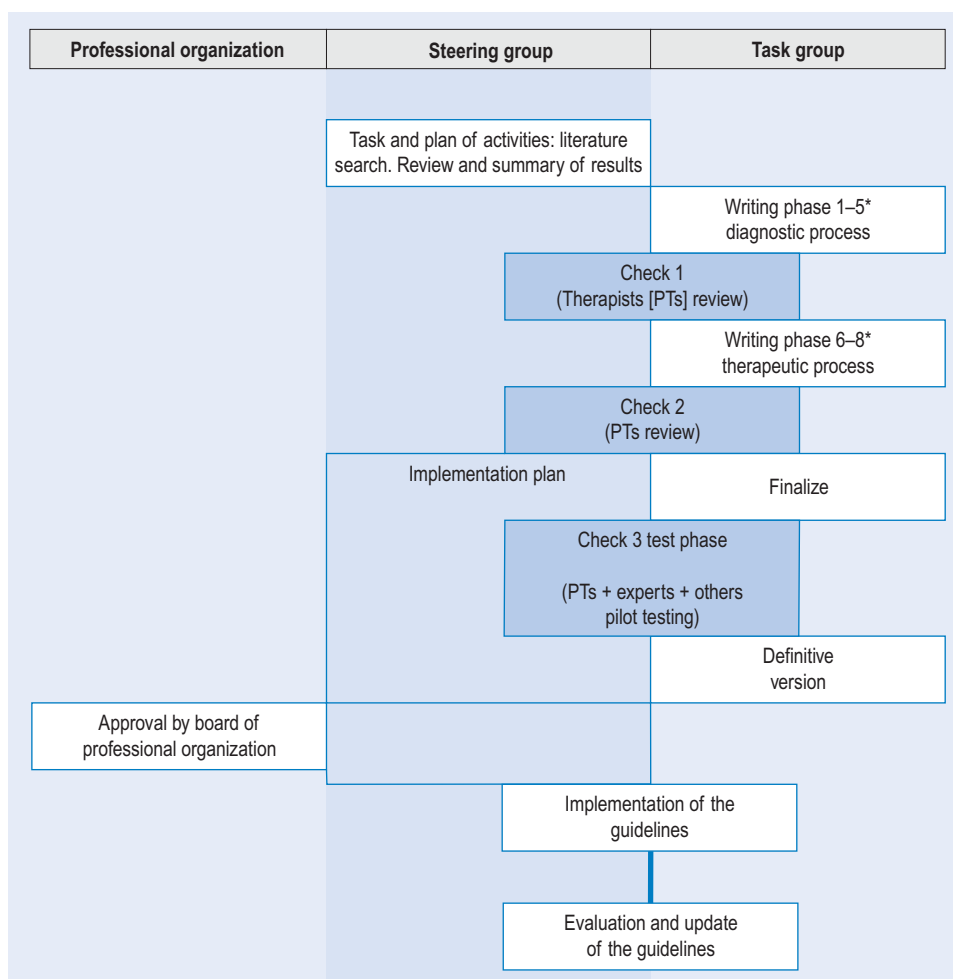 Professional organization
Steering group
Task group
Task and plan of activities: literature
search. Review and summary of results
Writing phase 1–5*
diagnostic process
Check 1
(Therapists [PTs] review)
Writing phase 6–8*
therapeutic process
Check 2
(PTs review)
Implementation plan
Finalize
Check 3 test phase
(PTs + experts + others
pilot testing)
Definitive
version
Approval by board of
professional organization
Implementation of the
guidelines
Evaluation and update
of the guidelines